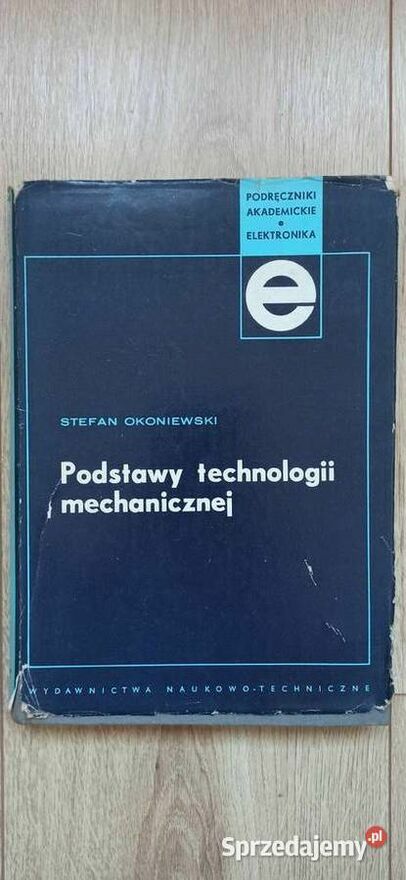 PODRĘCZNIKI
AKADEMICKIE
ELEKTRONIKA
e
STEFAN OKONIEWSKI
Podstawy technologii
mechanicznej
WYDAWNICTWA NAUKOWO-TECHNICZNE
Sprzedajemy.pl